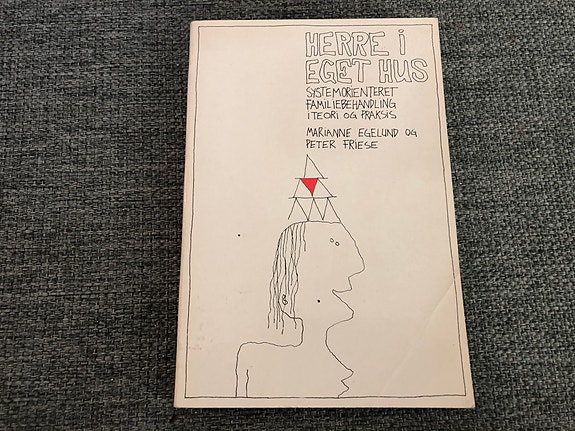 HERRE i
EGET HUS
SYSTEMORIENTERET
FAMILIEBEHANDLING
I TEORI OG PRAKSIS
MARIANNE EGELUND OG
PETER FRIESE